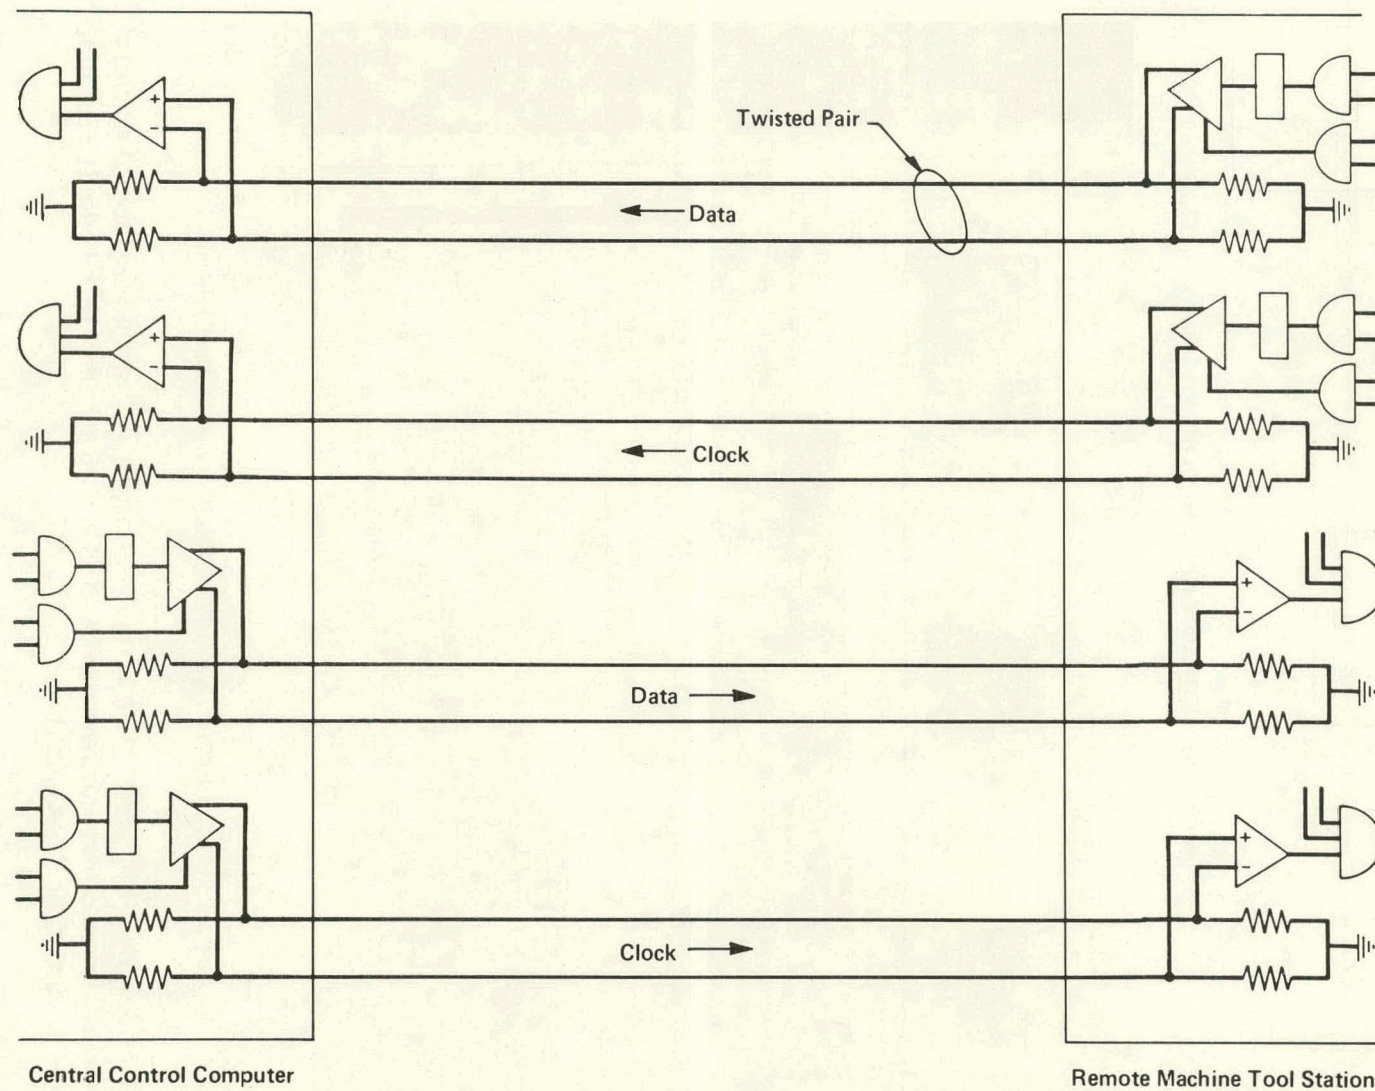 Twisted Pair
Data
Clock
Data
Clock
+
-
+
-
+
-
+
-
Central Control Computer
Remote Machine Tool Station